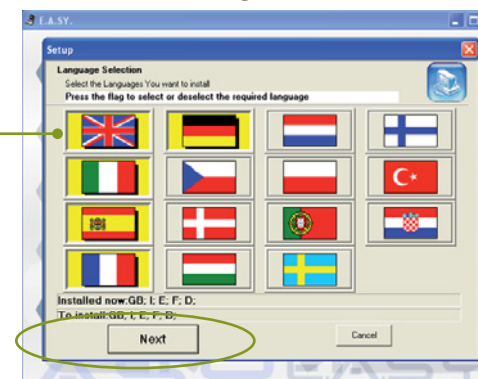 E.A.SY.
Setup
Language Selection
Select the Languages You want to install
Press the flag to select or deselect the required language
Installed now:GB; I; E; F; D;
To install:GB; I; E; F; D;
Next
Cancel